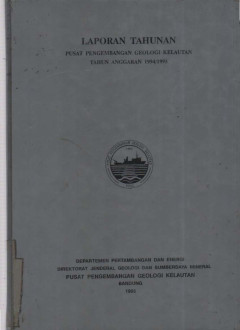 LAPORAN TAHUNAN
PUSAT PENGEMBANGAN GEOLOGI KELAUTAN
TAHUN ANGGARAN 1994/1995
DEPARTEMEN PERTAMBANGAN DAN ENERGI
DIREKTORAT JENDERAL GEOLOGI DAN SUMBERDAYA MINERAL
PUSAT PENGEMBANGAN GEOLOGI KELAUTAN
BANDUNG